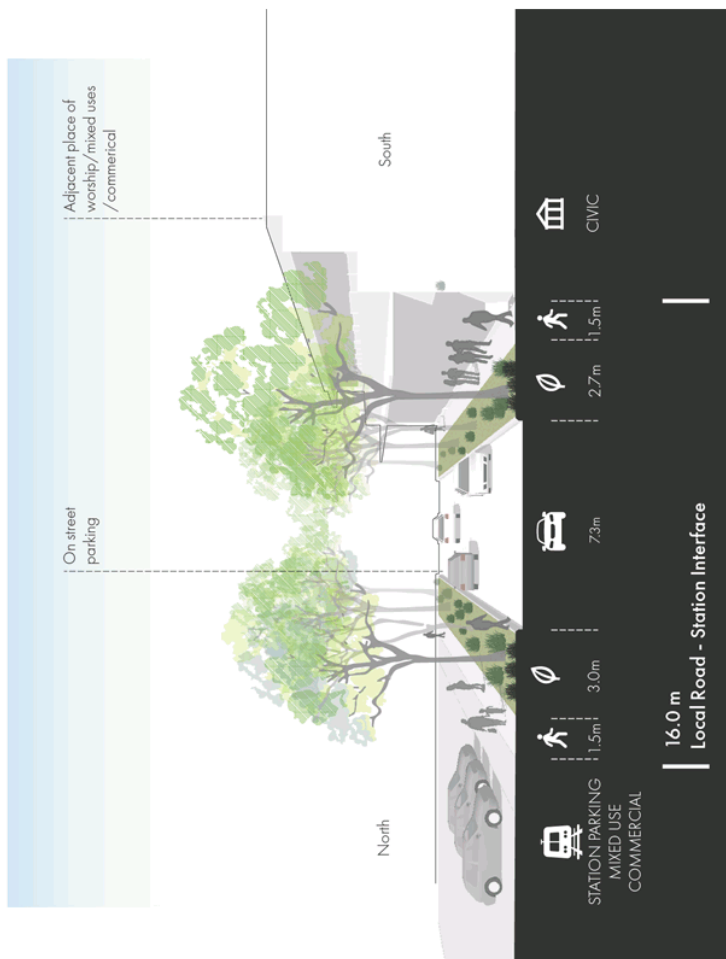 On street
parking
Adjacent place of
worship/mixed uses
/commerical
North
South
STATION PARKING
MIXED USE
COMMERCIAL
1.5m
3.0m
7.3m
2.7m
1.5m
CIVIC
16.0 m
Local Road - Station Interface